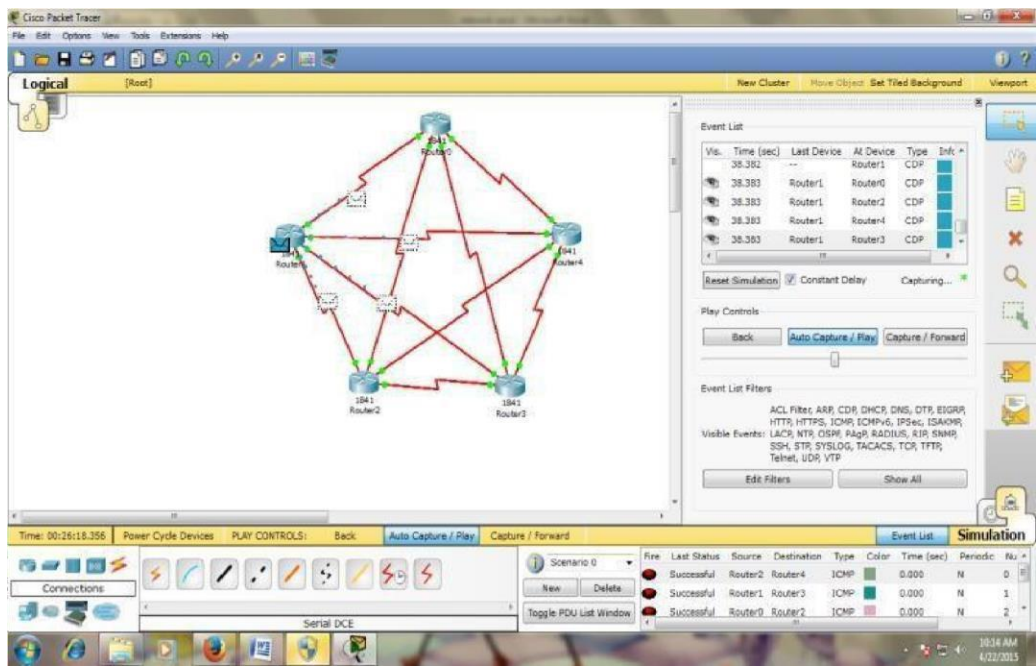 Cisco Packet Tracer
File Edit Options View Tools Extensions Help
Logical [Root] New Cluster Move Object Set Tiled Background Viewport
1841
Router0
1841
Router4
1841
Router2
1841
Router3
Event List
Vis. Time (sec) Last Device At Device Type Info
38.382 -- Router1 CDP
38.383 Router1 Router0 CDP
38.383 Router1 Router2 CDP
38.383 Router1 Router4 CDP
38.383 Router1 Router3 CDP
Reset Simulation Constant Delay Capturing...
Play Controls
Back Auto Capture / Play Capture / Forward
Event List Filters
Visible Events: ACL Filter, ARP, CDP, DHCP, DNS, DTP, EIGRP,
HTTP, HTTPS, ICMP, ICMPv6, IPSec, ISAKMP,
LACP, NTP, OSPF, PAgP, RADIUS, RIP, SNMP,
SSH, STP, SYSLOG, TACACS, TCP, TFTP,
Telnet, UDP, VTP
Edit Filters Show All
Time: 00:26:18.356 Power Cycle Devices PLAY CONTROLS: Back Auto Capture / Play Capture / Forward Event List Simulation
Connections
Serial DCE
Scenario 0
New Delete
Toggle PDU List Window
Fire Last Status Source Destination Type Color Time (sec) Periodic Nu
Successful Router2 Router4 ICMP 0.000 N 0
Successful Router1 Router3 ICMP 0.000 N 1
Successful Router0 Router2 ICMP 0.000 N 2
10:14 AM
4/22/2015